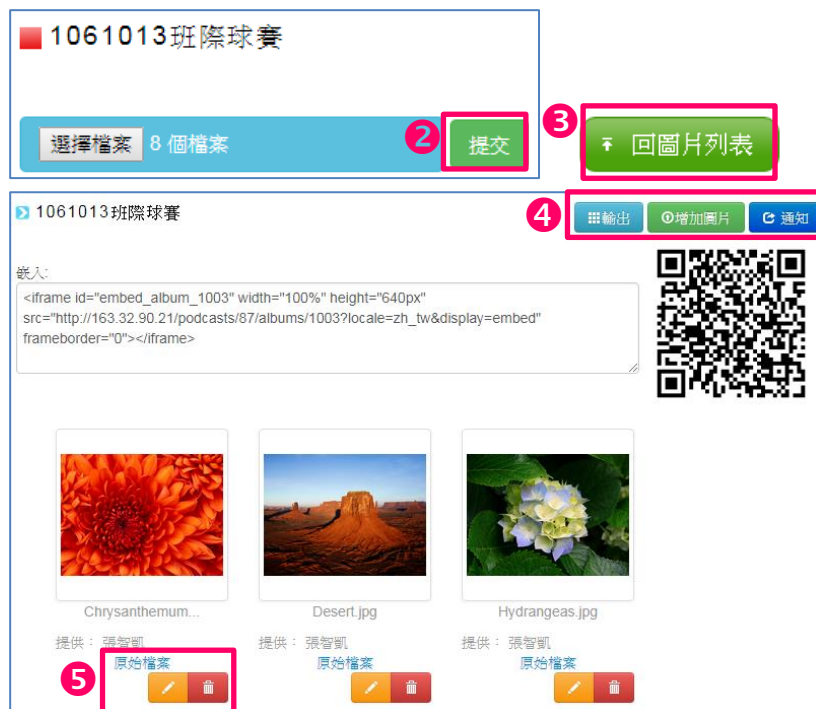 1061013班際球賽
選擇檔案 8 個檔案
❷ 提交
❸ 回圖片列表
1061013班際球賽
❹ 輸出 增加圖片 通知
嵌入:
<iframe id="embed_album_1003" width="100%" height="640px"
src="http://163.32.90.21/podcasts/87/albums/1003?locale=zh_tw&display=embed"
frameborder="0"></iframe>
Chrysanthemum... Desert.jpg Hydrangeas.jpg
提供： 張智凱 提供： 張智凱 提供： 張智凱
原始檔案 原始檔案 原始檔案
❺